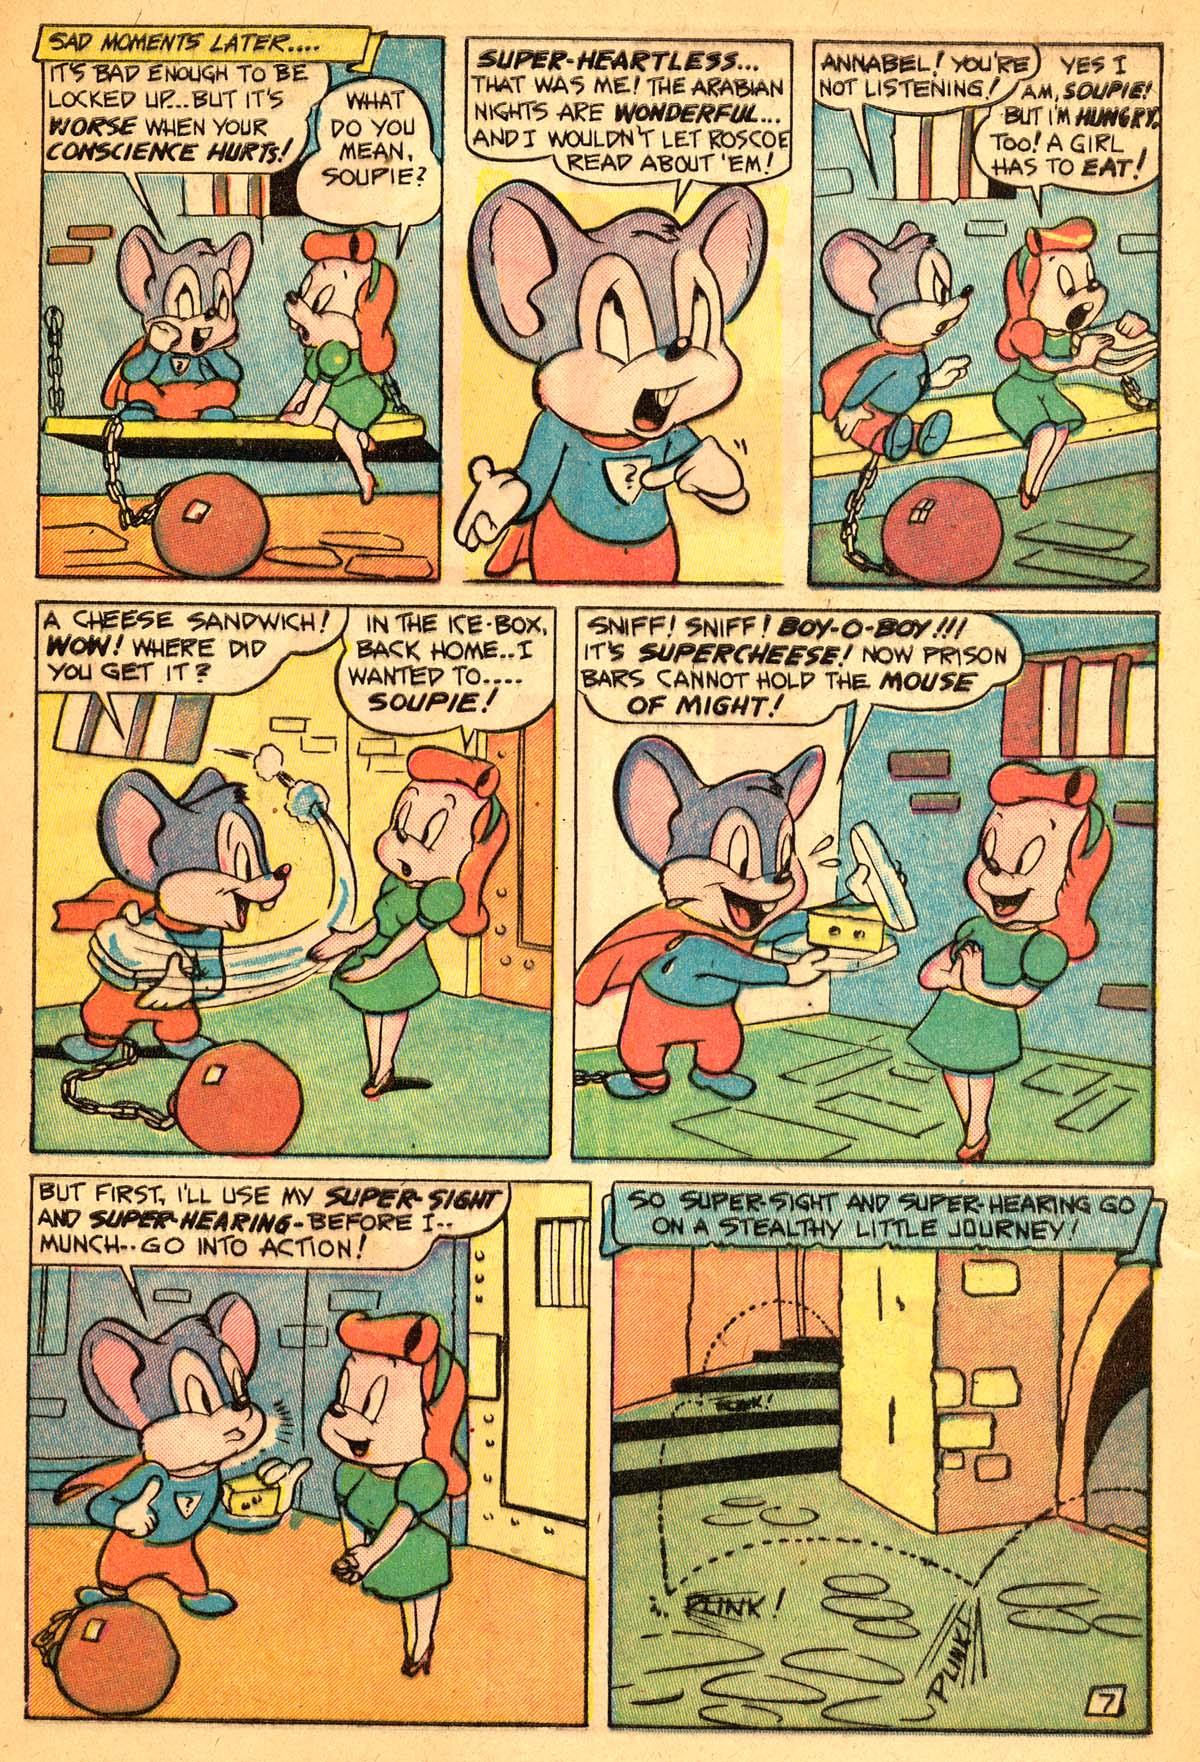 SAD MOMENTS LATER....
IT'S BAD ENOUGH TO BE
LOCKED UP...BUT IT'S
WORSE WHEN YOUR
CONSCIENCE HURTS!
WHAT
DO YOU
MEAN,
SOUPIE?
SUPER-HEARTLESS...
THAT WAS ME! THE ARABIAN
NIGHTS ARE WONDERFUL...
AND I WOULDN'T LET ROSCOE
READ ABOUT 'EM!
ANNABEL! YOU'RE
NOT LISTENING!
YES I
AM, SOUPIE!
BUT I'M HUNGRY,
TOO! A GIRL
HAS TO EAT!
A CHEESE SANDWICH!
WOW! WHERE DID
YOU GET IT?
IN THE ICE-BOX,
BACK HOME..I
WANTED TO....
SOUPIE!
SNIFF! SNIFF! BOY-O-BOY!!!
IT'S SUPERCHEESE! NOW PRISON
BARS CANNOT HOLD THE MOUSE
OF MIGHT!
BUT FIRST, I'LL USE MY SUPER-SIGHT
AND SUPER-HEARING-BEFORE I--
MUNCH--GO INTO ACTION!
SO SUPER-SIGHT AND SUPER-HEARING GO
ON A STEALTHY LITTLE JOURNEY!
PLINK!
PLINK!
PLINK!
7